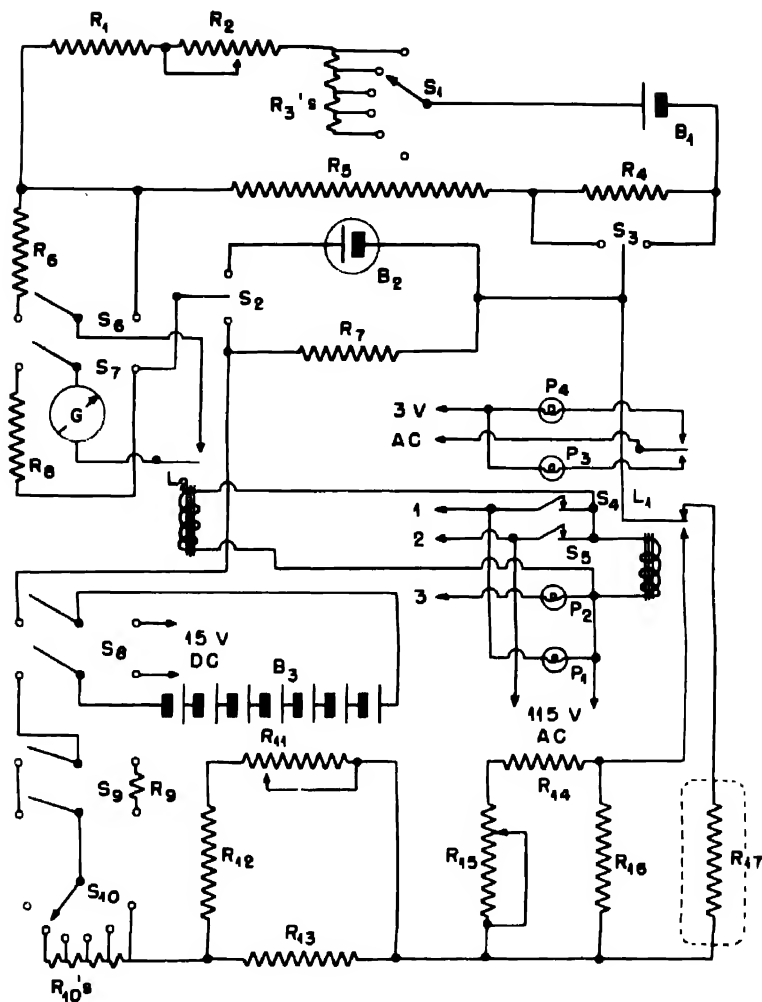 R1 R2
R3's S1
B1
R5 R4
S3
R6 B2
S2
S6 R7
S7
P4
3 V
G AC
P3
R8
L2 L1
S4
1
2
S5
3 P2
S8 15 V
DC
B3 P1
115 V
AC
R11
R14
S9 R9
R12 R15 R16 R17
S10
R13
R10's